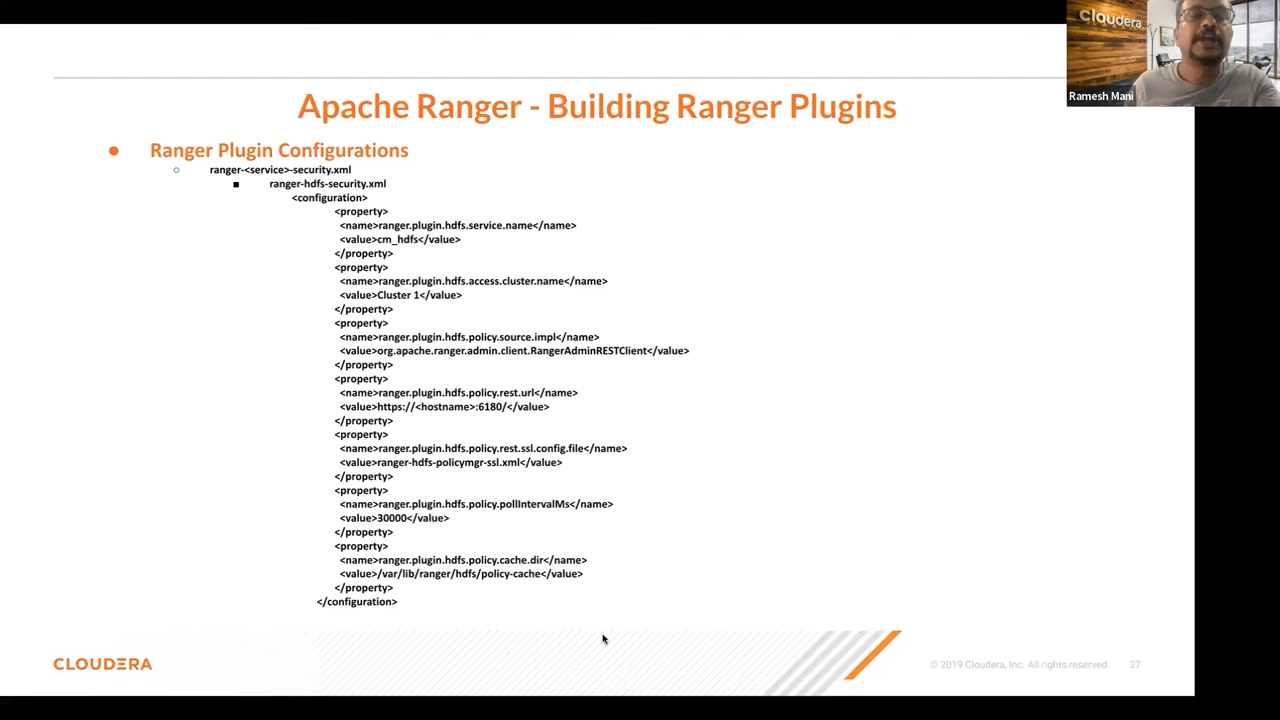 cloudera
Ramesh Mani
Apache Ranger - Building Ranger Plugins
Ranger Plugin Configurations
ranger-<service>-security.xml
ranger-hdfs-security.xml
<configuration>
<property>
<name>ranger.plugin.hdfs.service.name</name>
<value>cm_hdfs</value>
</property>
<property>
<name>ranger.plugin.hdfs.access.cluster.name</name>
<value>Cluster 1</value>
</property>
<property>
<name>ranger.plugin.hdfs.policy.source.impl</name>
<value>org.apache.ranger.admin.client.RangerAdminRESTClient</value>
</property>
<property>
<name>ranger.plugin.hdfs.policy.rest.url</name>
<value>https://<hostname>:6180/</value>
</property>
<property>
<name>ranger.plugin.hdfs.policy.rest.ssl.config.file</name>
<value>ranger-hdfs-policymgr-ssl.xml</value>
</property>
<property>
<name>ranger.plugin.hdfs.policy.pollIntervalMs</name>
<value>30000</value>
</property>
<property>
<name>ranger.plugin.hdfs.policy.cache.dir</name>
<value>/var/lib/ranger/hdfs/policy-cache</value>
</property>
</configuration>
CLOUDERA
© 2019 Cloudera, Inc. All rights reserved.
27